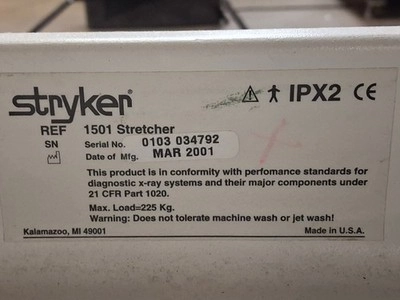 stryker IPX2 CE
REF 1501 Stretcher
SN Serial No. 0103 034792
Date of Mfg. MAR 2001
This product is in conformity with perfomance standards for
diagnostic x-ray systems and their major components under
21 CFR Part 1020.
Max. Load=225 Kg.
Warning: Does not tolerate machine wash or jet wash!
Kalamazoo, MI 49001 Made in U.S.A.